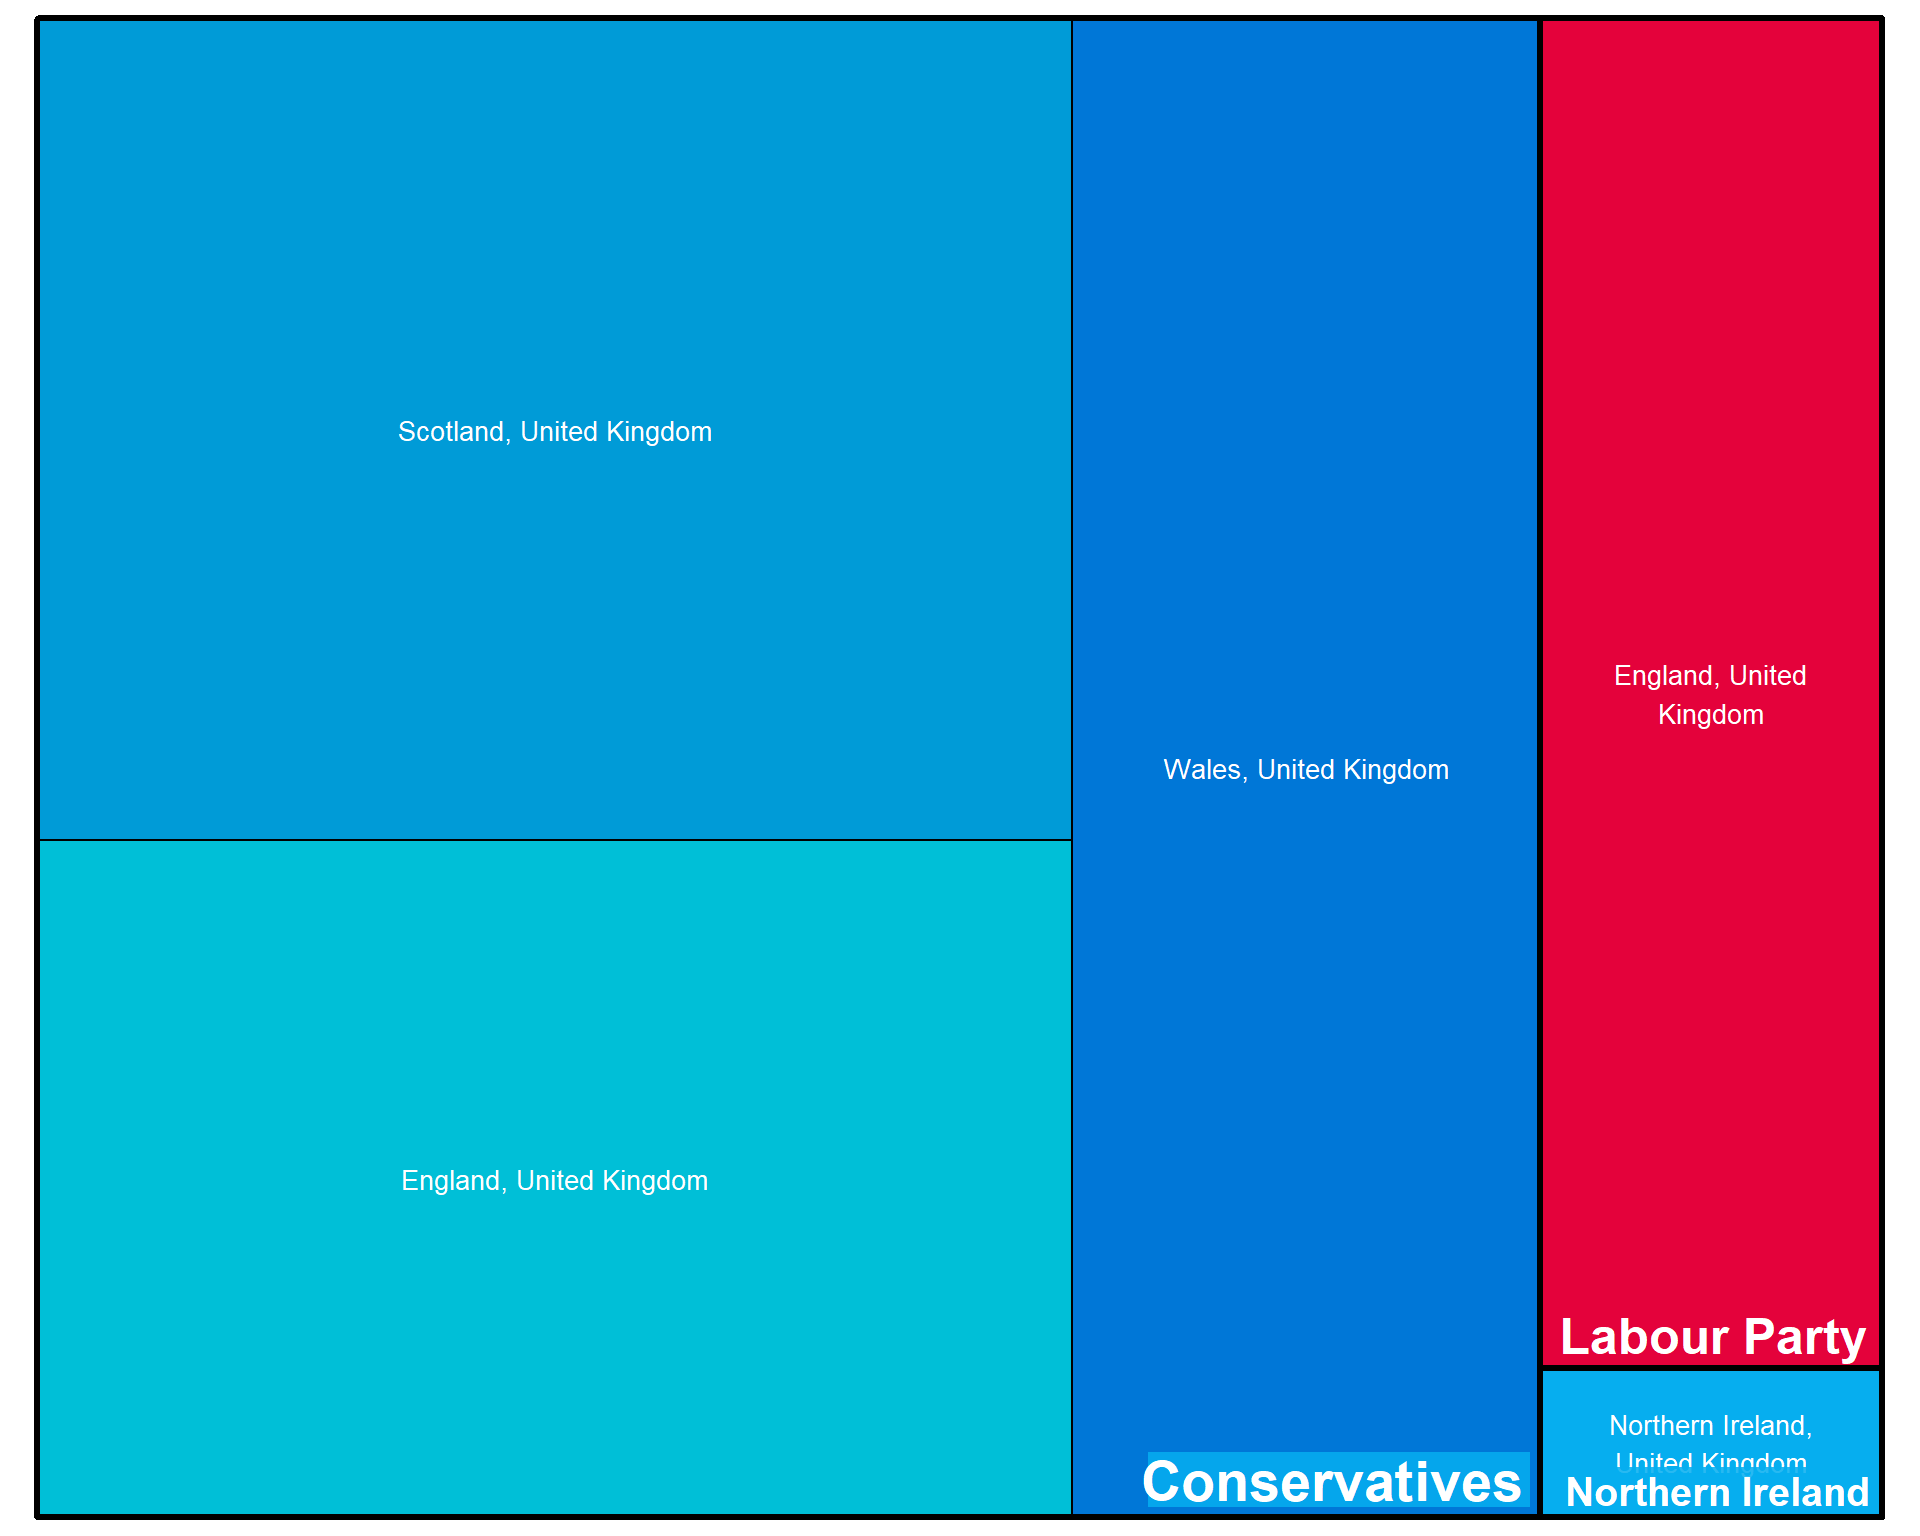 Scotland, United Kingdom
England, United Kingdom
Wales, United Kingdom
Conservatives
England, United
Kingdom
Labour Party
Northern Ireland,
United Kingdom
Northern Ireland